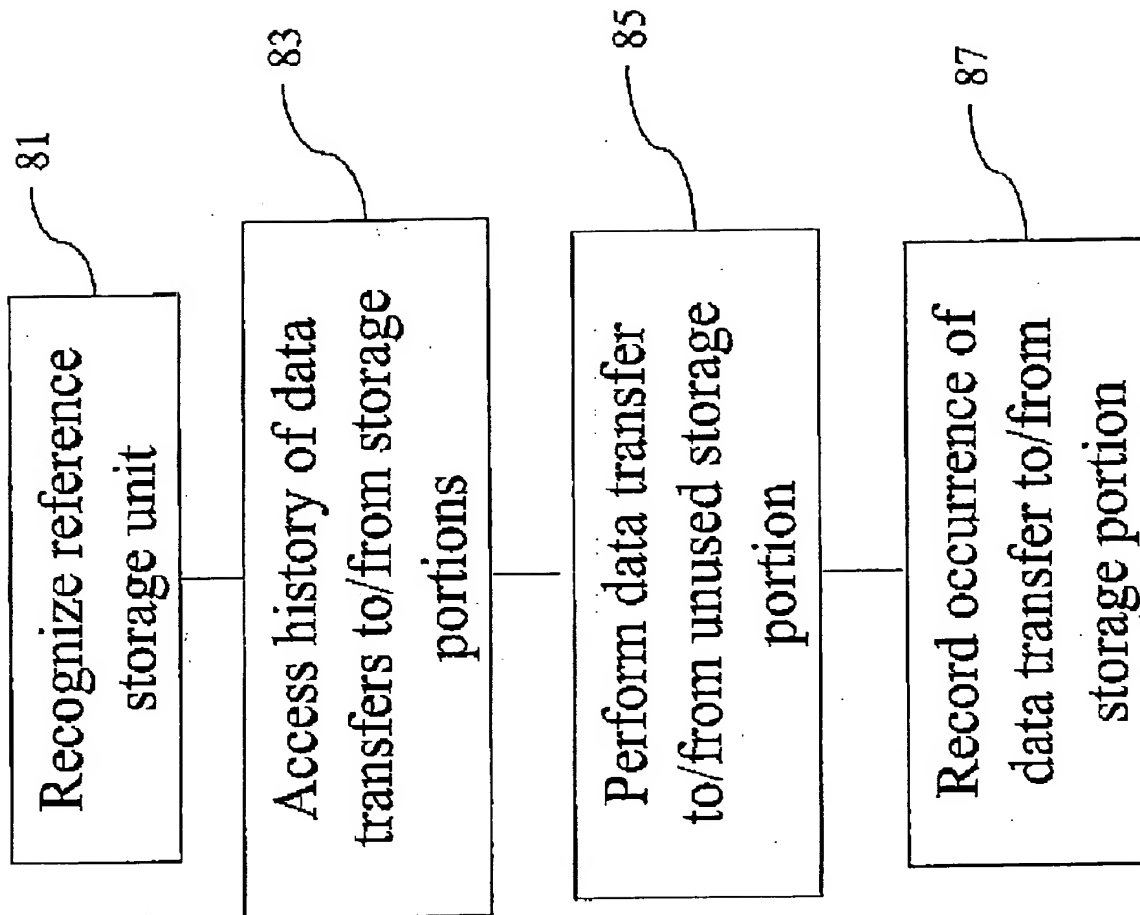 Recognize reference
storage unit
81
Access history of data
transfers to/from storage
portions
83
Perform data transfer
to/from unused storage
portion
85
Record occurrence of
data transfer to/from
storage portion
87